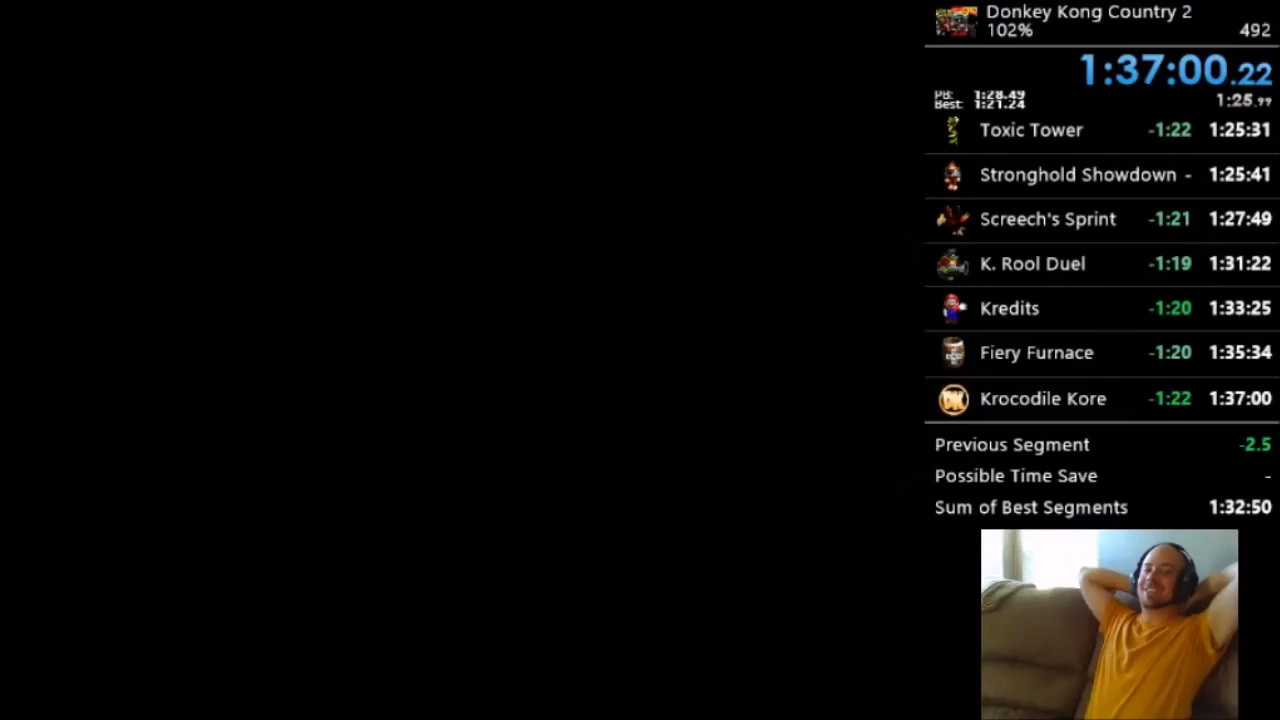 Donkey Kong Country 2
102% 492
1:37:00.22
PB: 1:28.49
Best: 1:21.24 1:25.99
Toxic Tower -1:22 1:25:31
Stronghold Showdown - 1:25:41
Screech's Sprint -1:21 1:27:49
K. Rool Duel -1:19 1:31:22
Kredits -1:20 1:33:25
Fiery Furnace -1:20 1:35:34
Krocodile Kore -1:22 1:37:00
Previous Segment -2.5
Possible Time Save -
Sum of Best Segments 1:32:50